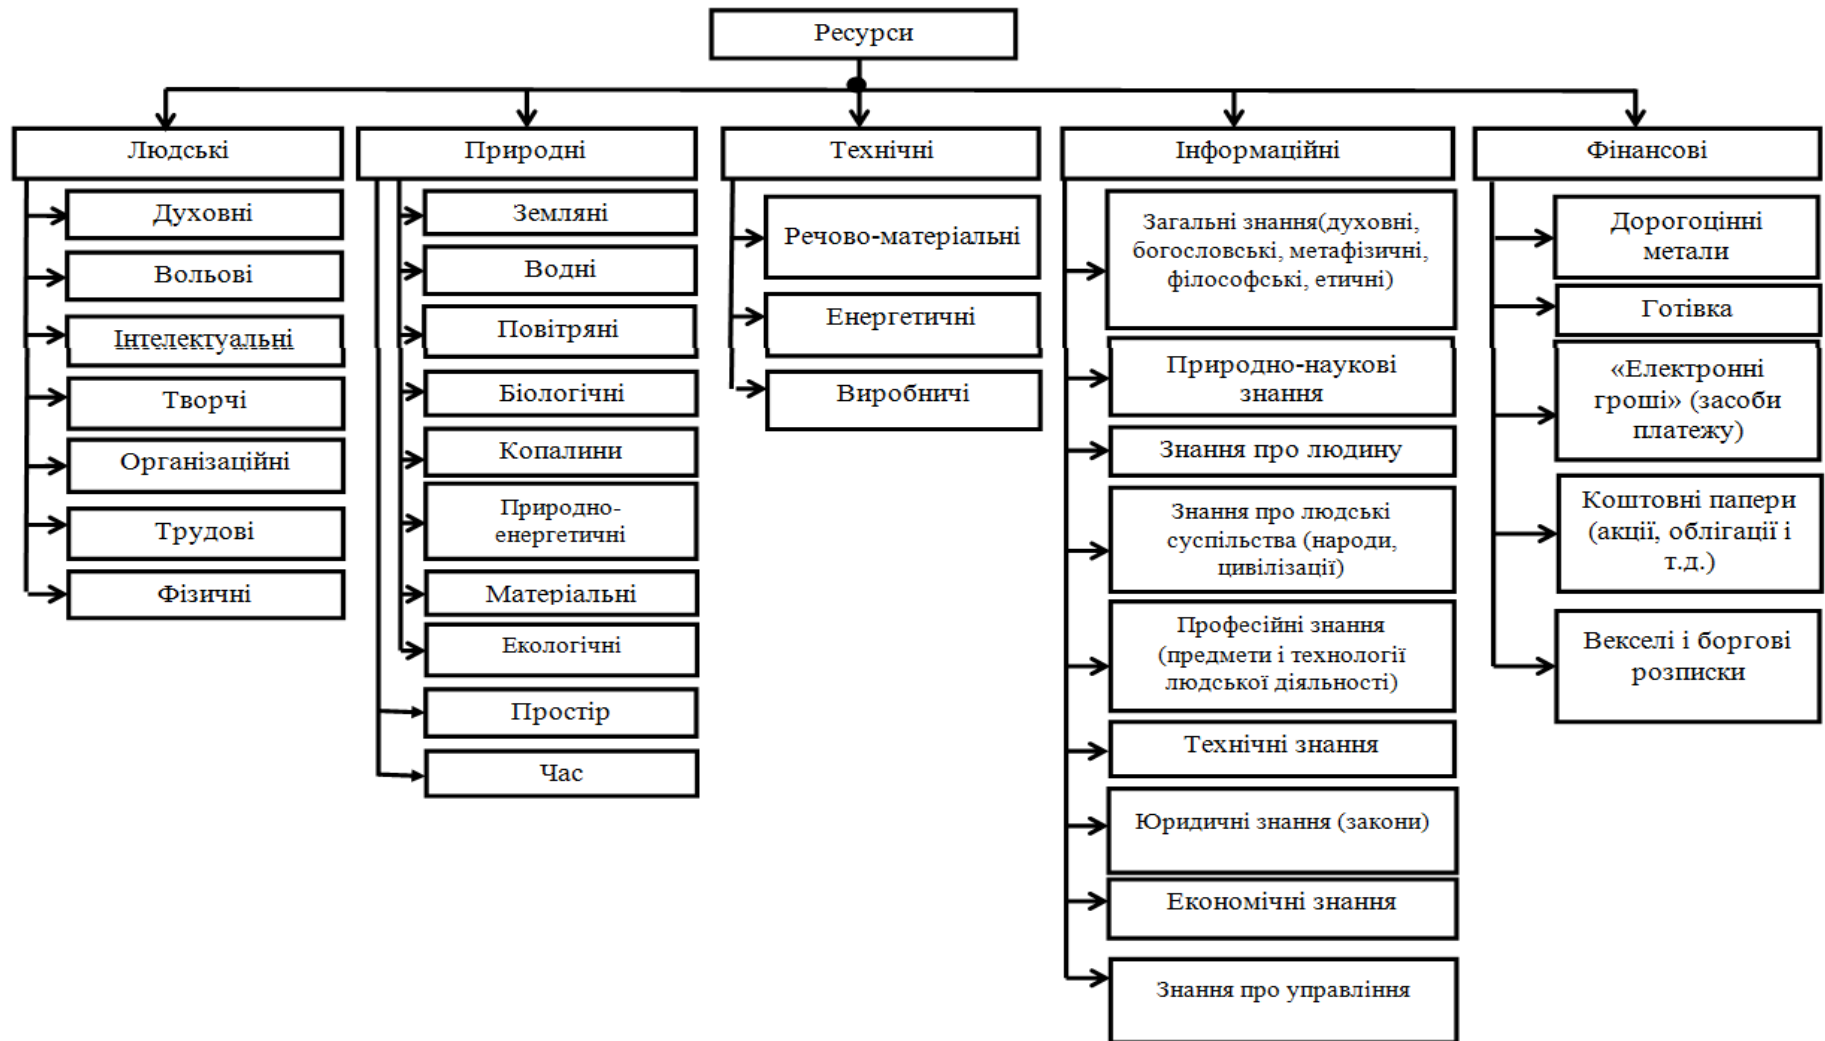 Ресурси
Людські
Духовні
Вольові
Інтелектуальні
Творчі
Організаційні
Трудові
Фізичні
Природні
Земляні
Водні
Повітряні
Біологічні
Копалини
Природно-
енергетичні
Матеріальні
Екологічні
Простір
Час
Технічні
Речово-матеріальні
Енергетичні
Виробничі
Інформаційні
Загальні знання(духовні,
богословські, метафізичні,
філософські, етичні)
Природно-наукові
знання
Знання про людину
Знання про людські
суспільства (народи,
цивілізації)
Професійні знання
(предмети і технології
людської діяльності)
Технічні знання
Юридичні знання (закони)
Економічні знання
Знання про управління
Фінансові
Дорогоцінні
метали
Готівка
«Електронні
гроші» (засоби
платежу)
Коштовні папери
(акції, облігації і
т.д.)
Векселі і боргові
розписки